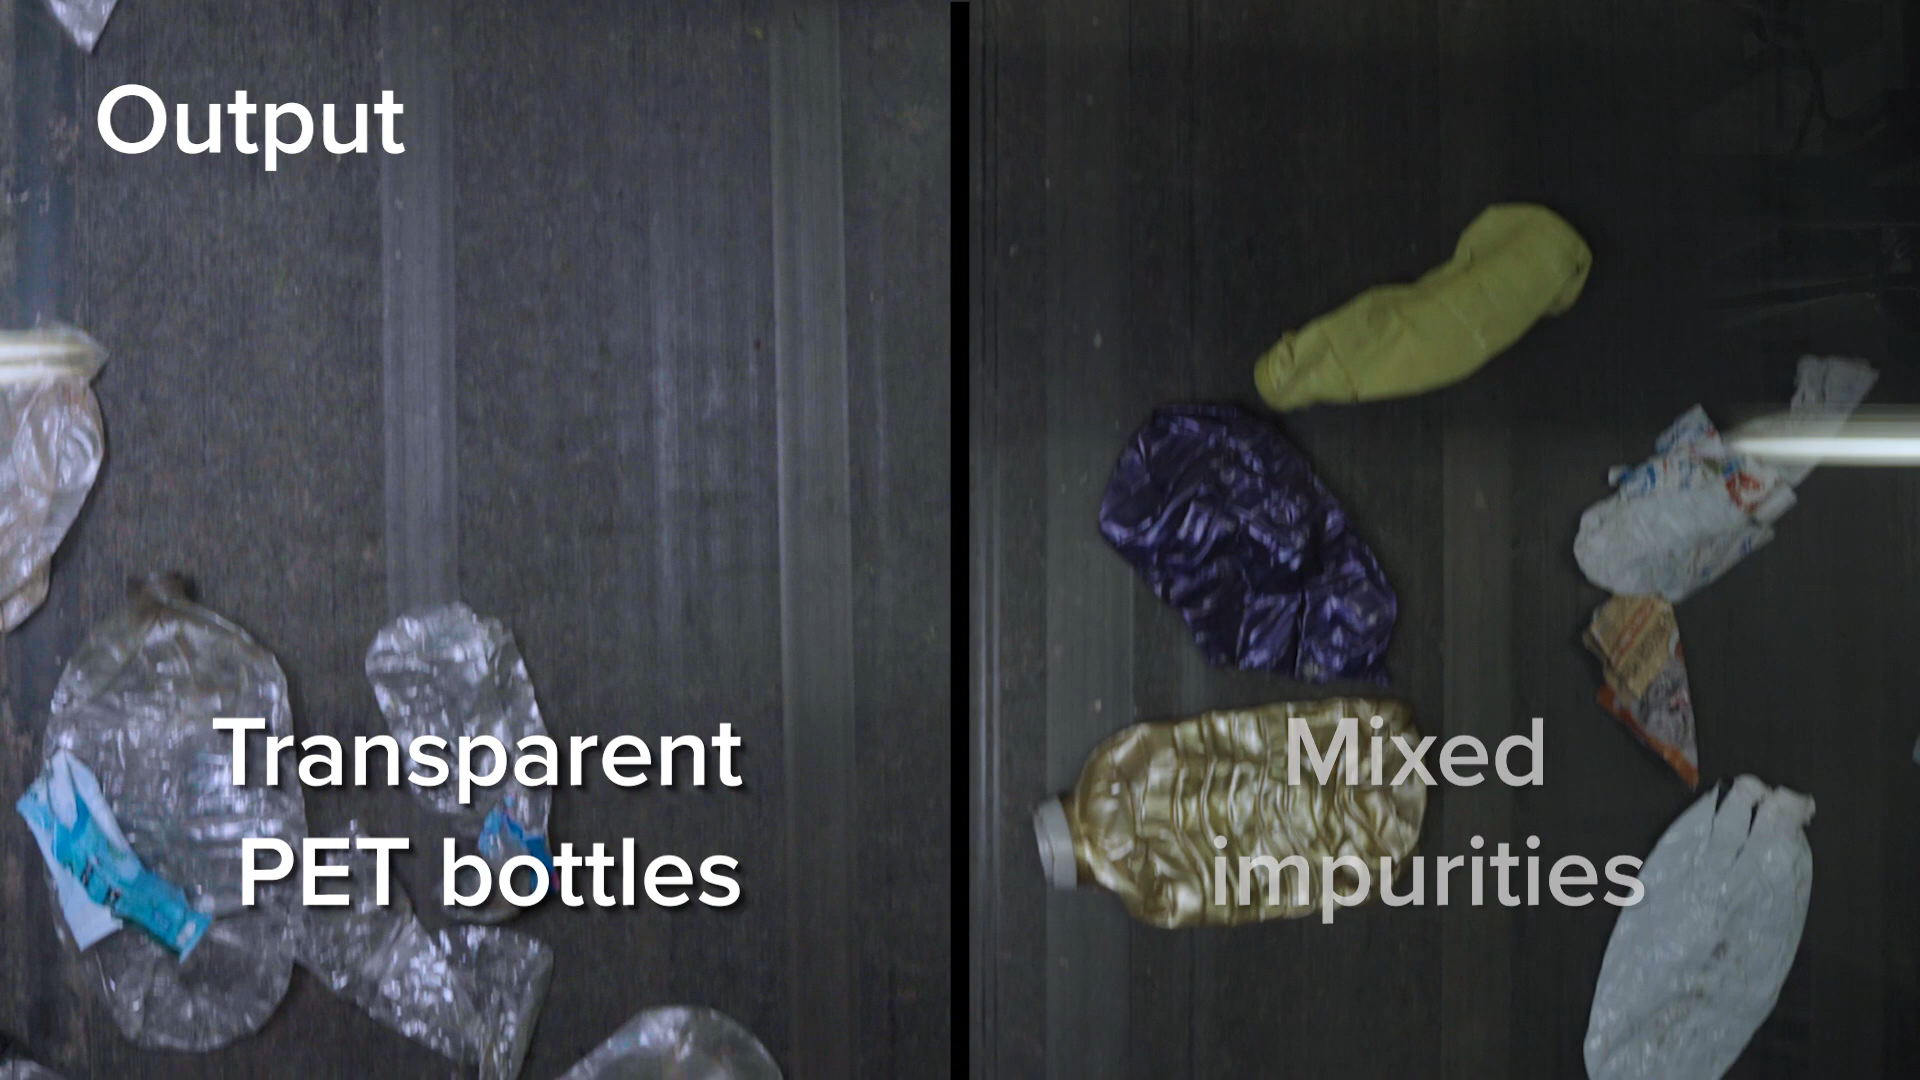 Output
Transparent
PET bottles
Mixed
impurities